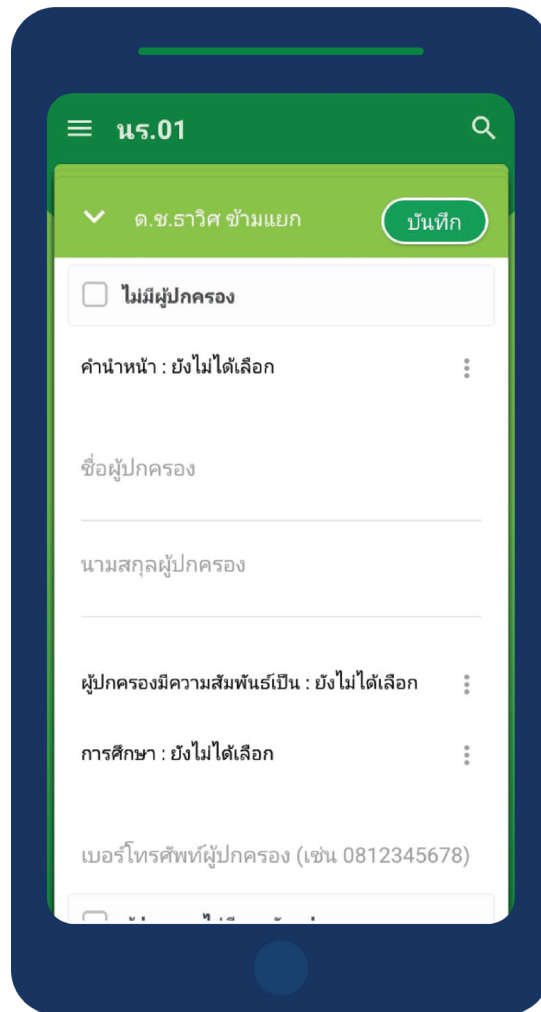 นร.01
ด.ช.ธาวิศ ข้ามแยก
บันทึก
ไม่มีผู้ปกครอง
คำนำหน้า : ยังไม่ได้เลือก
ชื่อผู้ปกครอง
นามสกุลผู้ปกครอง
ผู้ปกครองมีความสัมพันธ์เป็น : ยังไม่ได้เลือก
การศึกษา : ยังไม่ได้เลือก
เบอร์โทรศัพท์ผู้ปกครอง (เช่น 0812345678)